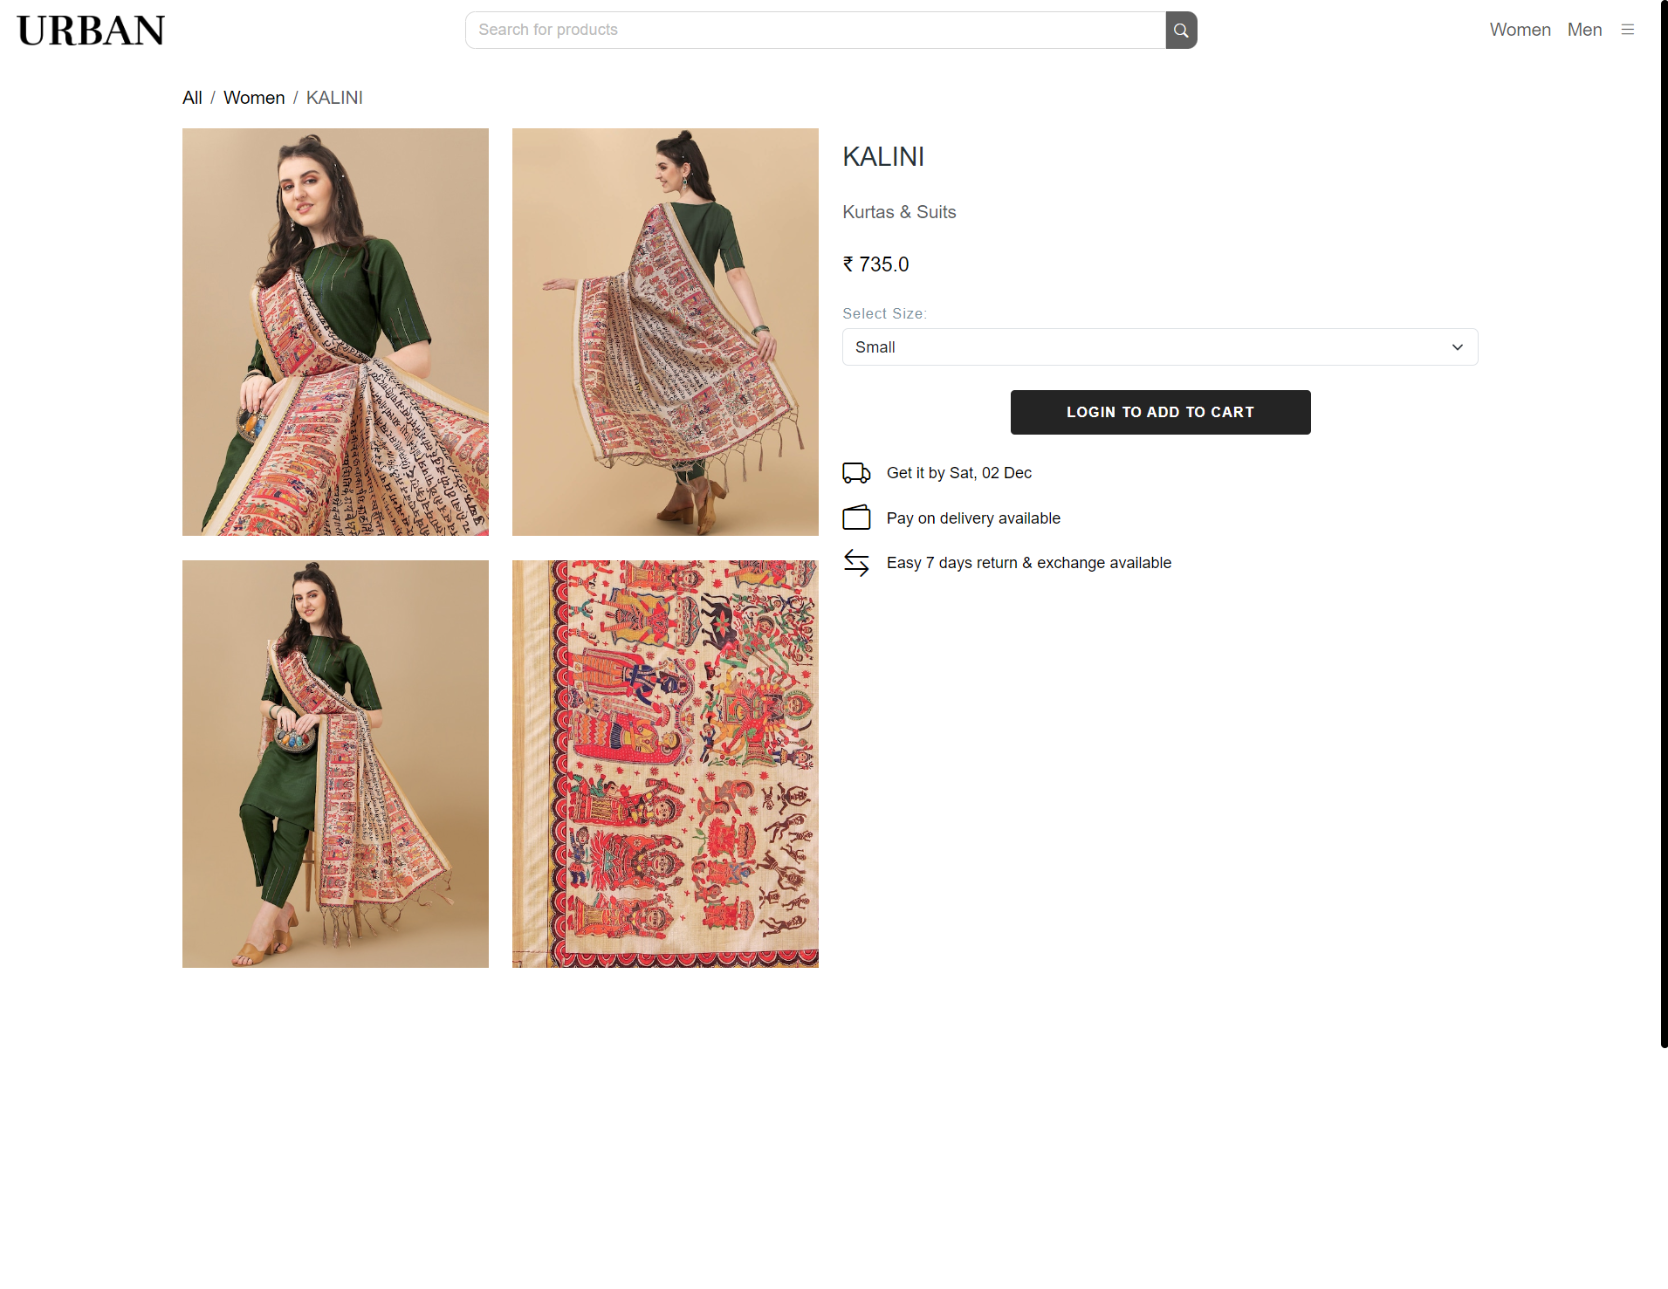 URBAN
Search for products
Women Men
All / Women / KALINI
KALINI
Kurtas & Suits
₹ 735.0
Select Size:
Small
LOGIN TO ADD TO CART
Get it by Sat, 02 Dec
Pay on delivery available
Easy 7 days return & exchange available